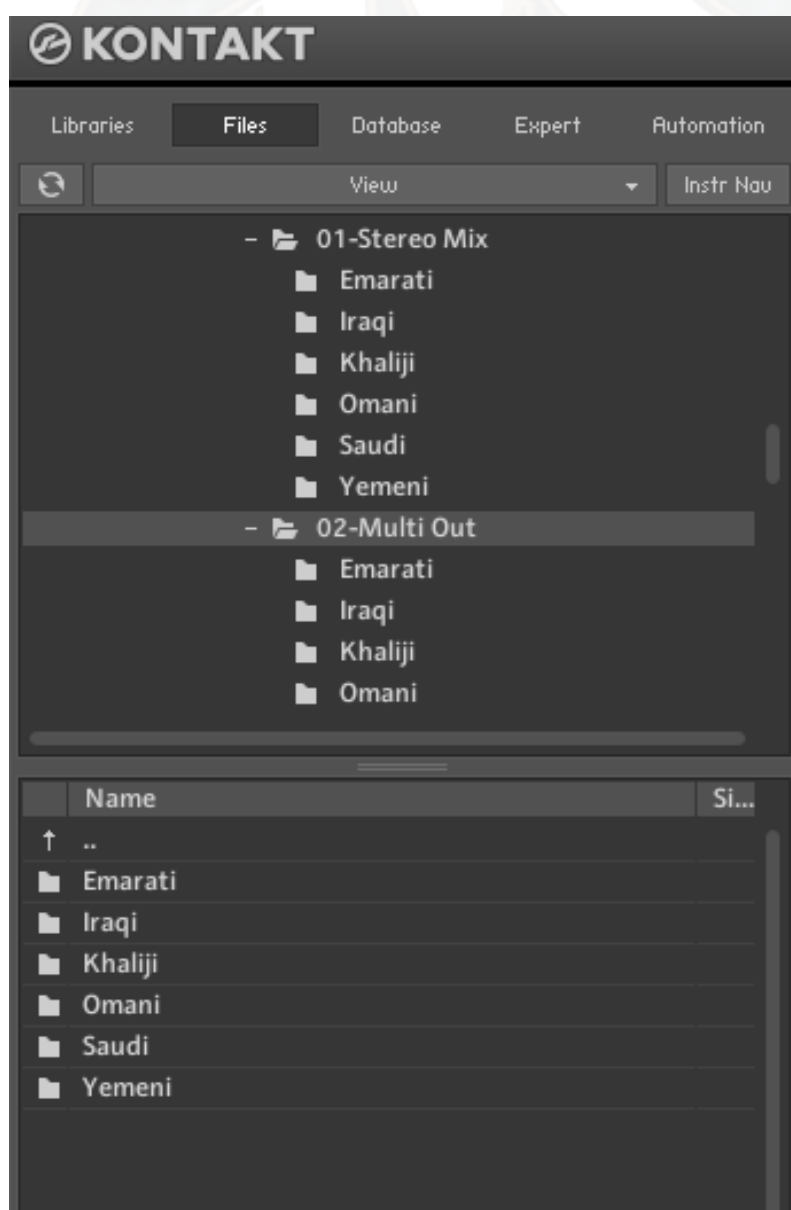 KONTAKT
Libraries Files Database Expert Automation
View Instr Nav
01-Stereo Mix
Emarati
Iraqi
Khaliji
Omani
Saudi
Yemeni
02-Multi Out
Emarati
Iraqi
Khaliji
Omani
Name Si...
..
Emarati
Iraqi
Khaliji
Omani
Saudi
Yemeni